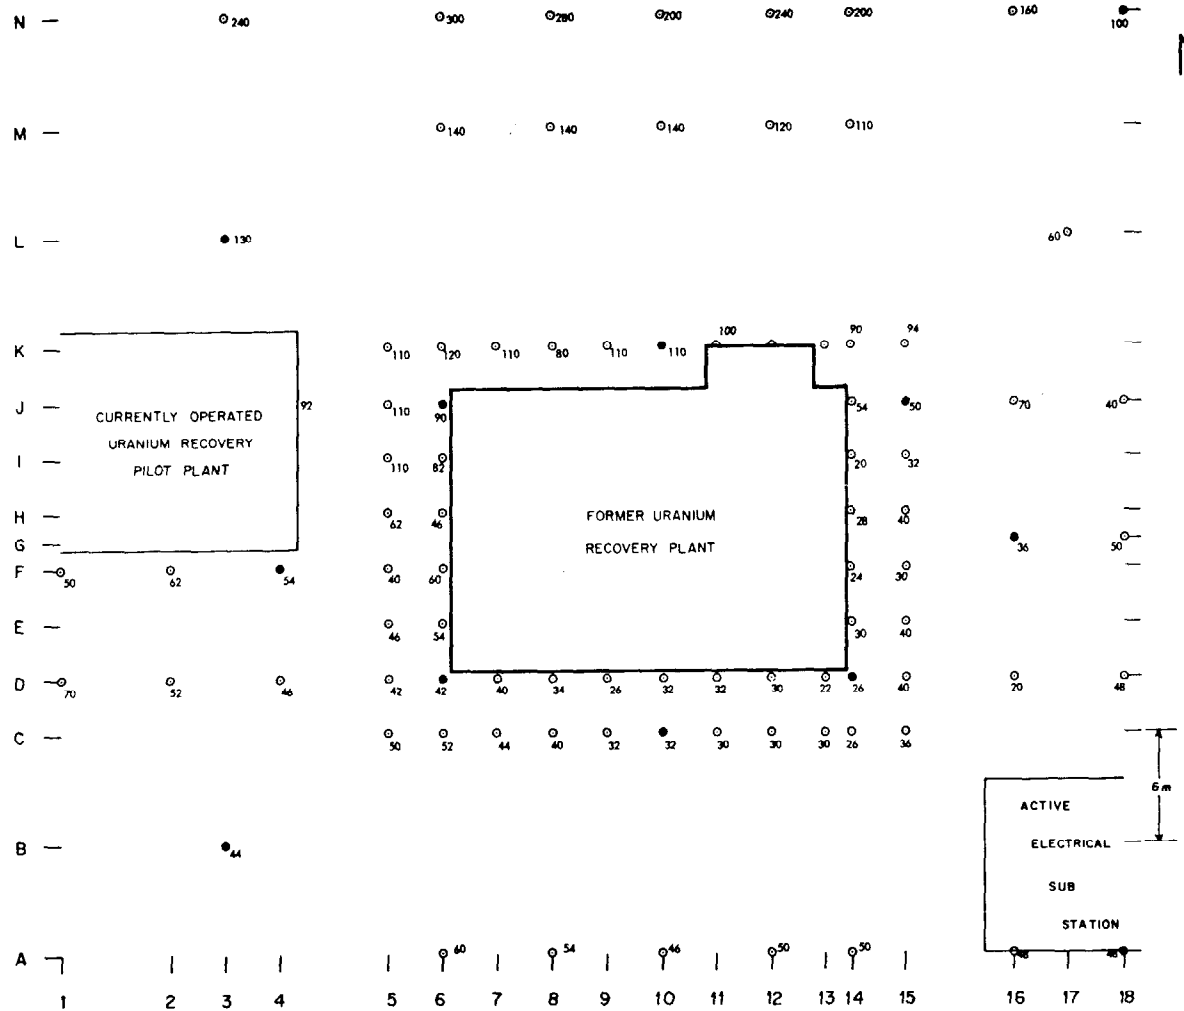 N 240 300 280 200 240 200 160 100
M 140 140 140 120 110
L 130 60
100 90 94
K 110 120 110 80 110 110
J 92 110 90 54 50 70 40
CURRENTLY OPERATED
URANIUM RECOVERY
PILOT PLANT
I 110 82 20 32
H 62 46 28 40
FORMER URANIUM
RECOVERY PLANT
G 36 50
F 50 62 54 40 60 24 30
E 46 54 30 40
D 70 52 46 42 42 40 34 26 32 32 30 22 26 40 20 48
C 50 52 44 40 32 32 30 30 30 26 36
6m
ACTIVE
ELECTRICAL
SUB
STATION
B 44
A 60 54 46 50 50 48 48
1 2 3 4 5 6 7 8 9 10 11 12 13 14 15 16 17 18